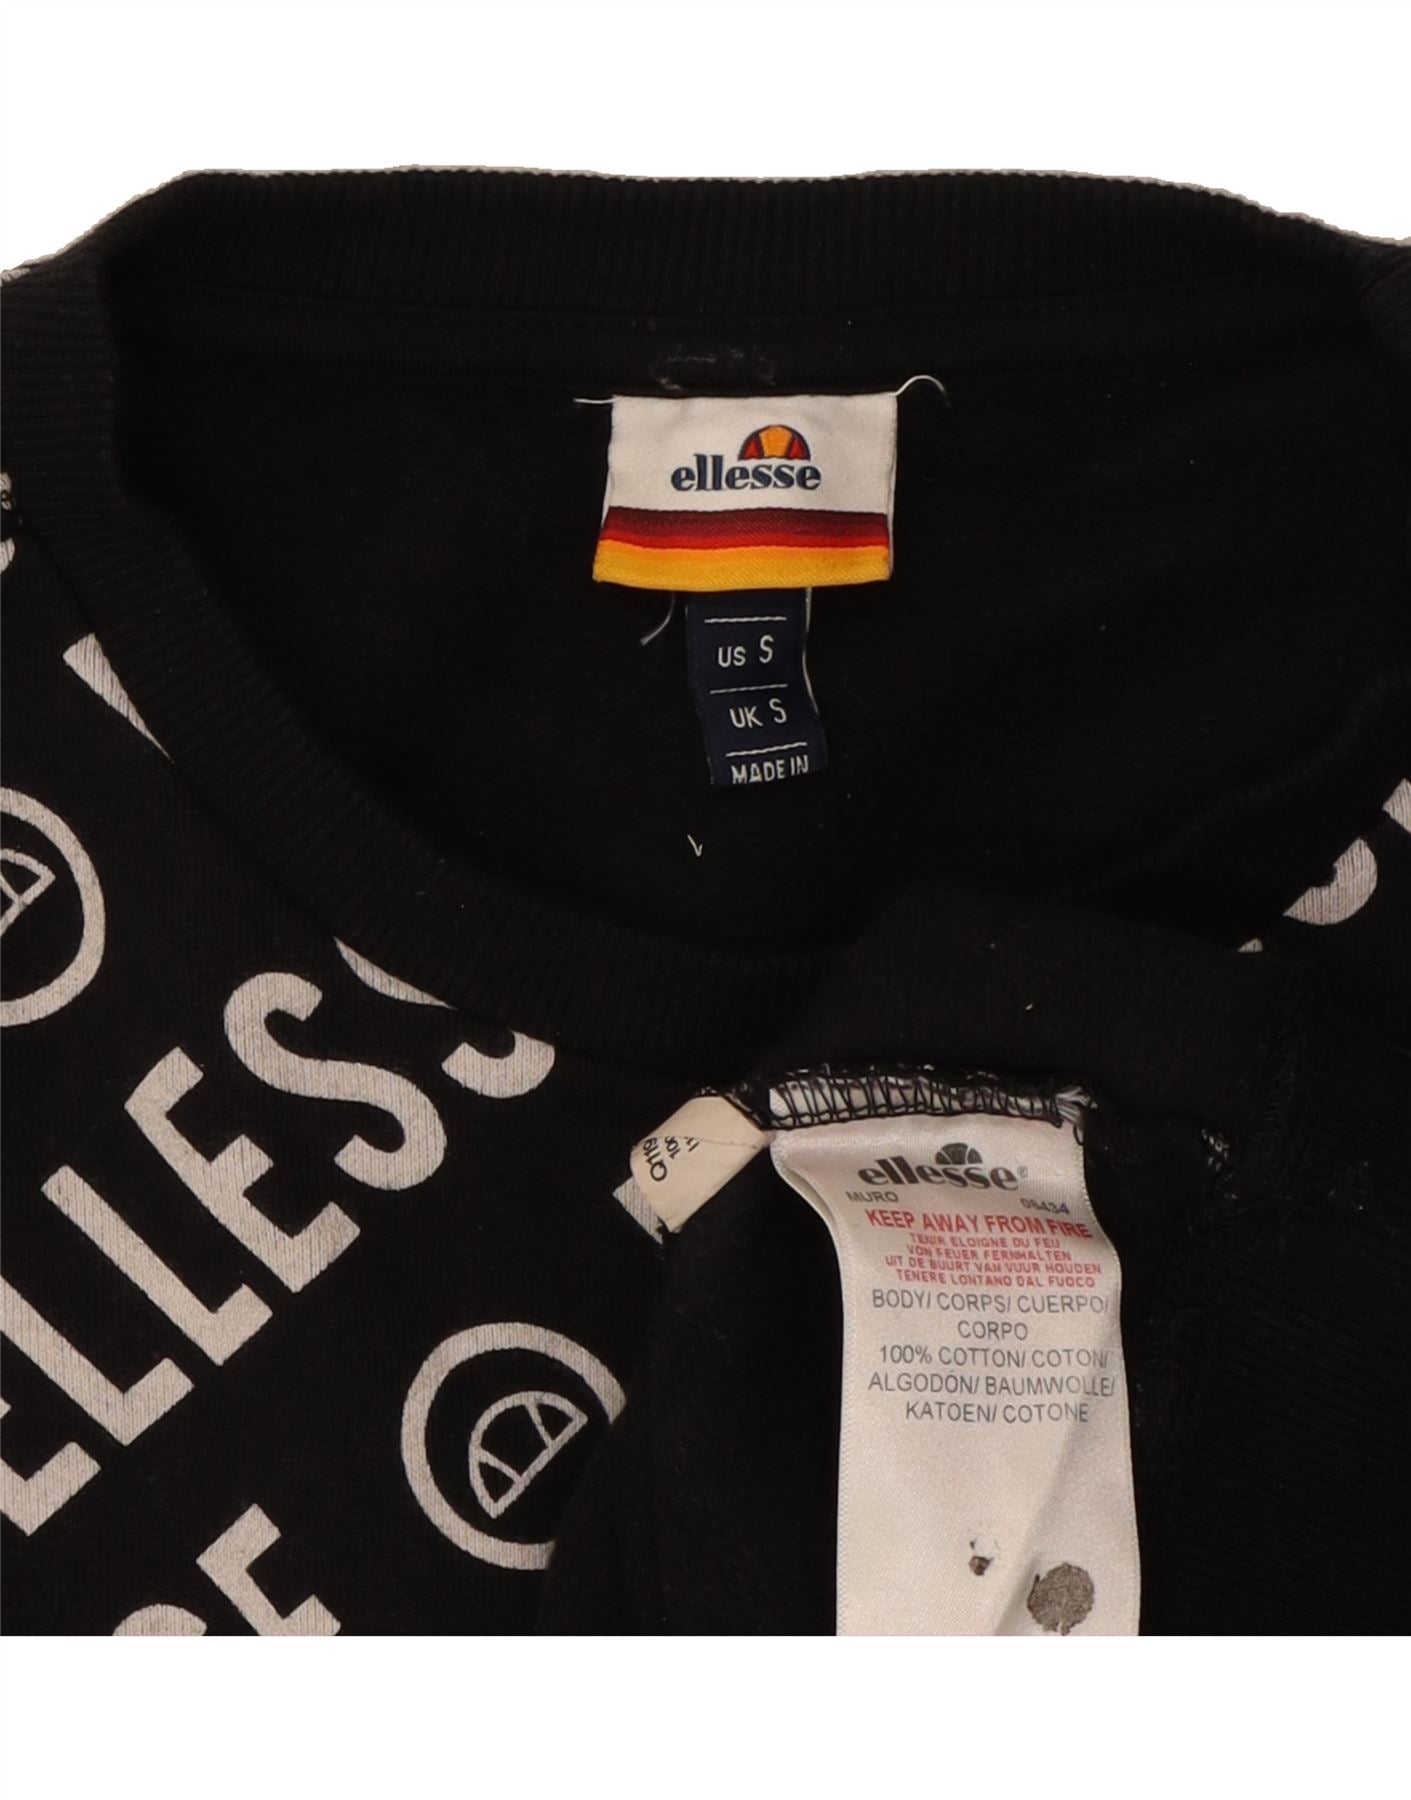 ellesse
US S
UK S
MADE IN
ELLESS
ellesse®
MURO 06434
KEEP AWAY FROM FIRE
TENIR ELOIGNE DU FEU
VON FEUER FERNHALTEN
UIT DE BUURT VAN VUUR HOUDEN
TENERE LONTANO DAL FUOCO
BODY/ CORPS/ CUERPO/
CORPO
100% COTTON/ COTON/
ALGODÓN/ BAUMWOLLE/
KATOEN/ COTONE